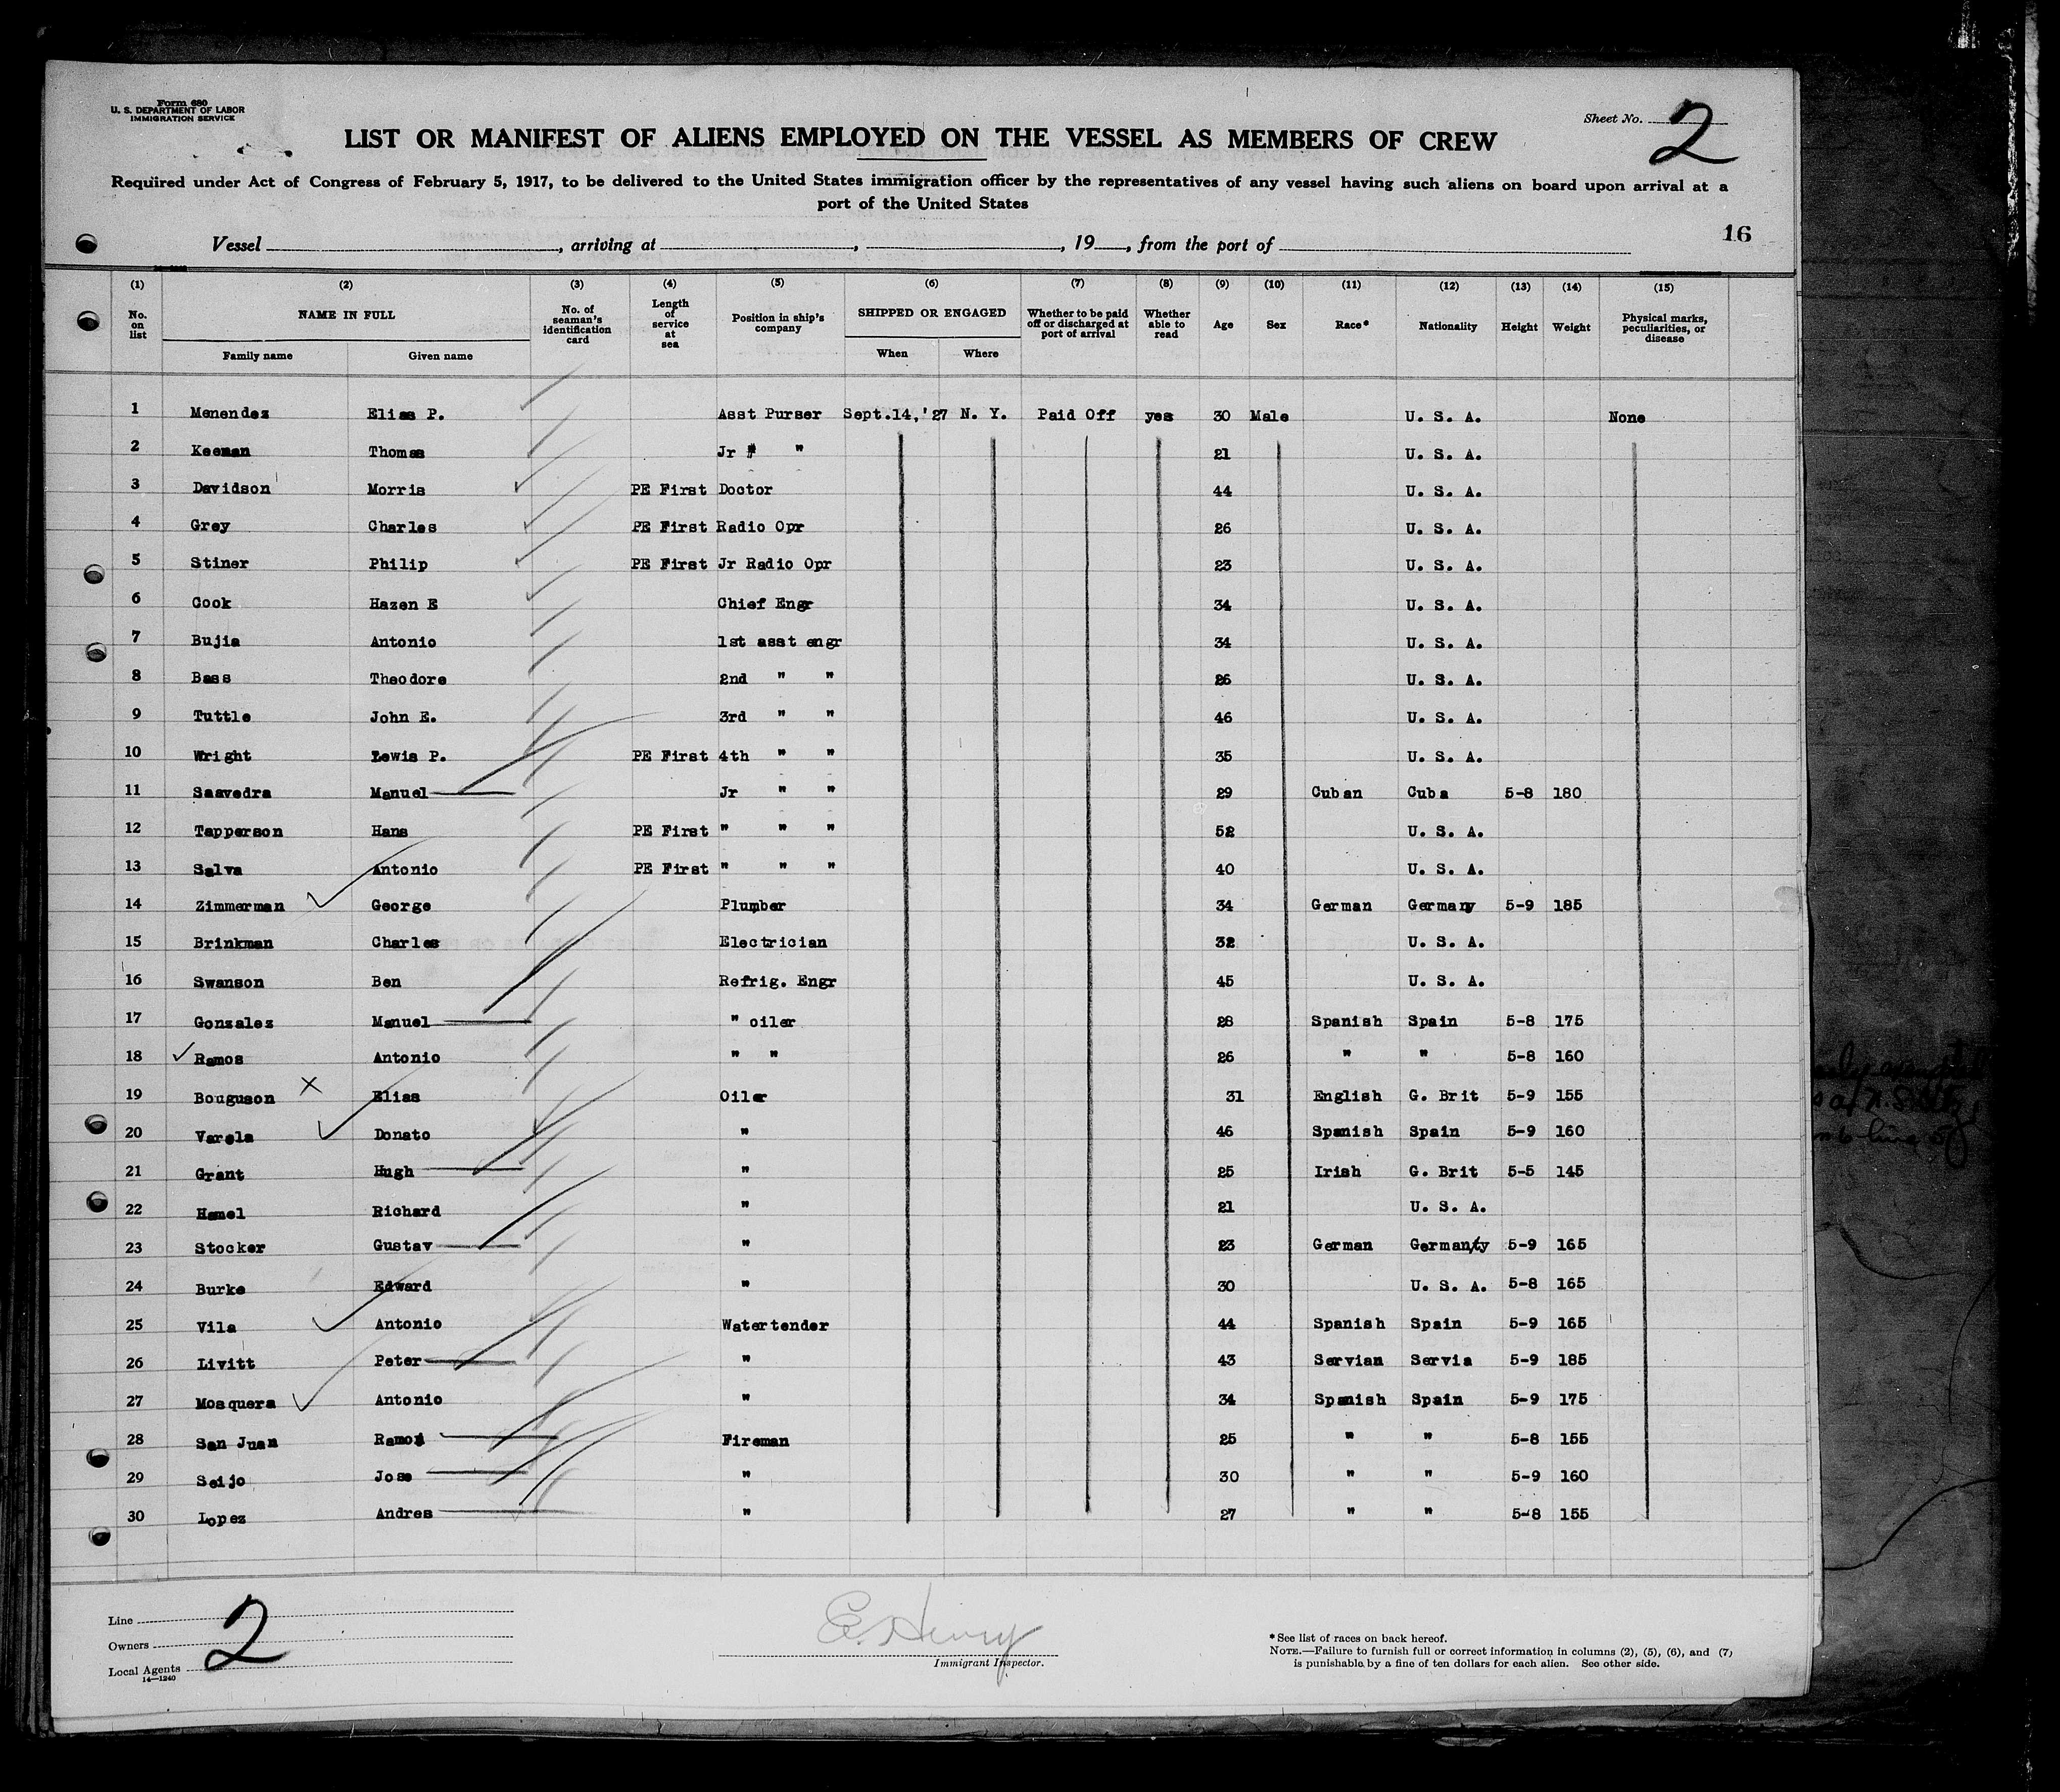 Form 680
U. S. DEPARTMENT OF LABOR
IMMIGRATION SERVICE
Sheet No. 2
LIST OR MANIFEST OF ALIENS EMPLOYED ON THE VESSEL AS MEMBERS OF CREW
Required under Act of Congress of February 5, 1917, to be delivered to the United States immigration officer by the representatives of any vessel having such aliens on board upon arrival at a
port of the United States
16
Vessel , arriving at , , 19 , from the port of
(1) (2) (3) (4) (5) (6) (7) (8) (9) (10) (11) (12) (13) (14) (15)
No. on list NAME IN FULL No. of seaman's identification card Length of service at sea Position in ship's company SHIPPED OR ENGAGED Whether to be paid off or discharged at port of arrival Whether able to read Age Sex Race* Nationality Height Weight Physical marks, peculiarities, or disease
Family name Given name When Where
1 Menendez Elias P. Asst Purser Sept.14,'27 N. Y. Paid Off yes 30 Male U. S. A. None
2 Keenan Thomas Jr " " 21 U. S. A.
3 Davidson Morris PE First Doctor 44 U. S. A.
4 Grey Charles PE First Radio Opr 26 U. S. A.
5 Stiner Philip PE First Jr Radio Opr 23 U. S. A.
6 Cook Hazen E Chief Engr 34 U. S. A.
7 Bujia Antonio 1st asst engr 34 U. S. A.
8 Bass Theodore 2nd " " 26 U. S. A.
9 Tuttle John E. 3rd " " 46 U. S. A.
10 Wright Lewis P. PE First 4th " " 35 U. S. A.
11 Saavedra Manuel Jr " " 29 Cuban Cuba 5-8 180
12 Tapperson Hans PE First " " " 52 U. S. A.
13 Salva Antonio PE First " " " 40 U. S. A.
14 Zimmerman George Plumber 34 German Germany 5-9 185
15 Brinkman Charles Electrician 32 U. S. A.
16 Swanson Ben Refrig. Engr 45 U. S. A.
17 Gonzalez Manuel " oiler 28 Spanish Spain 5-8 175
18 Ramos Antonio " " 26 " " 5-8 160
19 Bouguson Elias Oiler 31 English G. Brit 5-9 155
20 Varela Donato " 46 Spanish Spain 5-9 160
21 Grant Hugh " 25 Irish G. Brit 5-5 145
22 Hamel Richard " 21 U. S. A.
23 Stocker Gustav " 23 German Germany 5-9 165
24 Burke Edward " 30 U. S. A. 5-8 165
25 Vila Antonio Watertender 44 Spanish Spain 5-9 165
26 Livitt Peter " 43 Servian Servia 5-9 185
27 Mosquera Antonio " 34 Spanish Spain 5-9 175
28 San Juan Ramon Fireman 25 " " 5-8 155
29 Seijo Jose " 30 " " 5-9 160
30 Lopez Andres " 27 " " 5-8 155
Line
Owners
Local Agents
14—1240
2
E. Henry
Immigrant Inspector.
* See list of races on back hereof.
NOTE.—Failure to furnish full or correct information in columns (2), (5), (6), and (7)
is punishable by a fine of ten dollars for each alien. See other side.